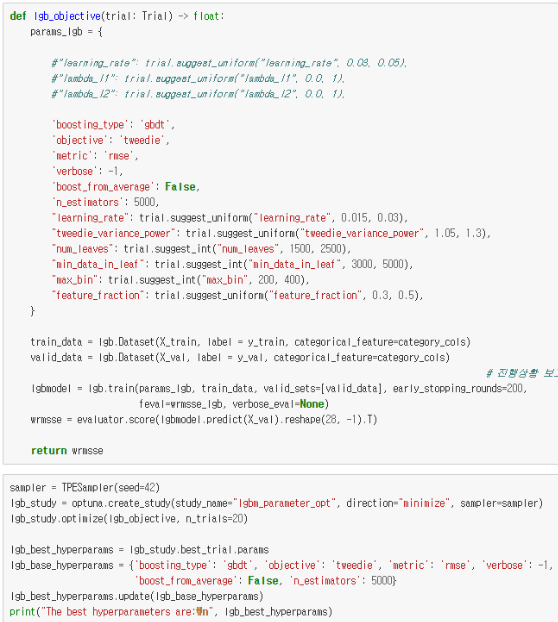 def lgb_objective(trial: Trial) -> float:
    params_lgb = {
        #"learning_rate": trial.suggest_uniform("learning_rate", 0.03, 0.05),
        #"lambda_l1": trial.suggest_uniform("lambda_l1", 0.0, 1),
        #"lambda_l2": trial.suggest_uniform("lambda_l2", 0.0, 1),
        'boosting_type': 'gbdt',
        'objective': 'tweedie',
        'metric': 'rmse',
        'verbose': -1,
        'boost_from_average': False,
        'n_estimators': 5000,
        "learning_rate": trial.suggest_uniform("learning_rate", 0.015, 0.03),
        "tweedie_variance_power": trial.suggest_uniform("tweedie_variance_power", 1.05, 1.3),
        "num_leaves": trial.suggest_int("num_leaves", 1500, 2500),
        "min_data_in_leaf": trial.suggest_int("min_data_in_leaf", 3000, 5000),
        "max_bin": trial.suggest_int("max_bin", 200, 400),
        "feature_fraction": trial.suggest_uniform("feature_fraction", 0.3, 0.5),
    }
    train_data = lgb.Dataset(X_train, label = y_train, categorical_feature=category_cols)
    valid_data = lgb.Dataset(X_val, label = y_val, categorical_feature=category_cols)
# 진행상황 보고
    lgbmodel = lgb.train(params_lgb, train_data, valid_sets=[valid_data], early_stopping_rounds=200,
                        feval=wrmsse_lgb, verbose_eval=None)
    wrmsse = evaluator.score(lgbmodel.predict(X_val).reshape(28, -1).T)
    return wrmsse
sampler = TPESampler(seed=42)
lgb_study = optuna.create_study(study_name="lgbm_parameter_opt", direction="minimize", sampler=sampler)
lgb_study.optimize(lgb_objective, n_trials=20)
lgb_best_hyperparams = lgb_study.best_trial.params
lgb_base_hyperparams = {'boosting_type': 'gbdt', 'objective': 'tweedie', 'metric': 'rmse', 'verbose': -1,
                        'boost_from_average': False, 'n_estimators': 5000}
lgb_best_hyperparams.update(lgb_base_hyperparams)
print("The best hyperparameters are:₩n", lgb_best_hyperparams)